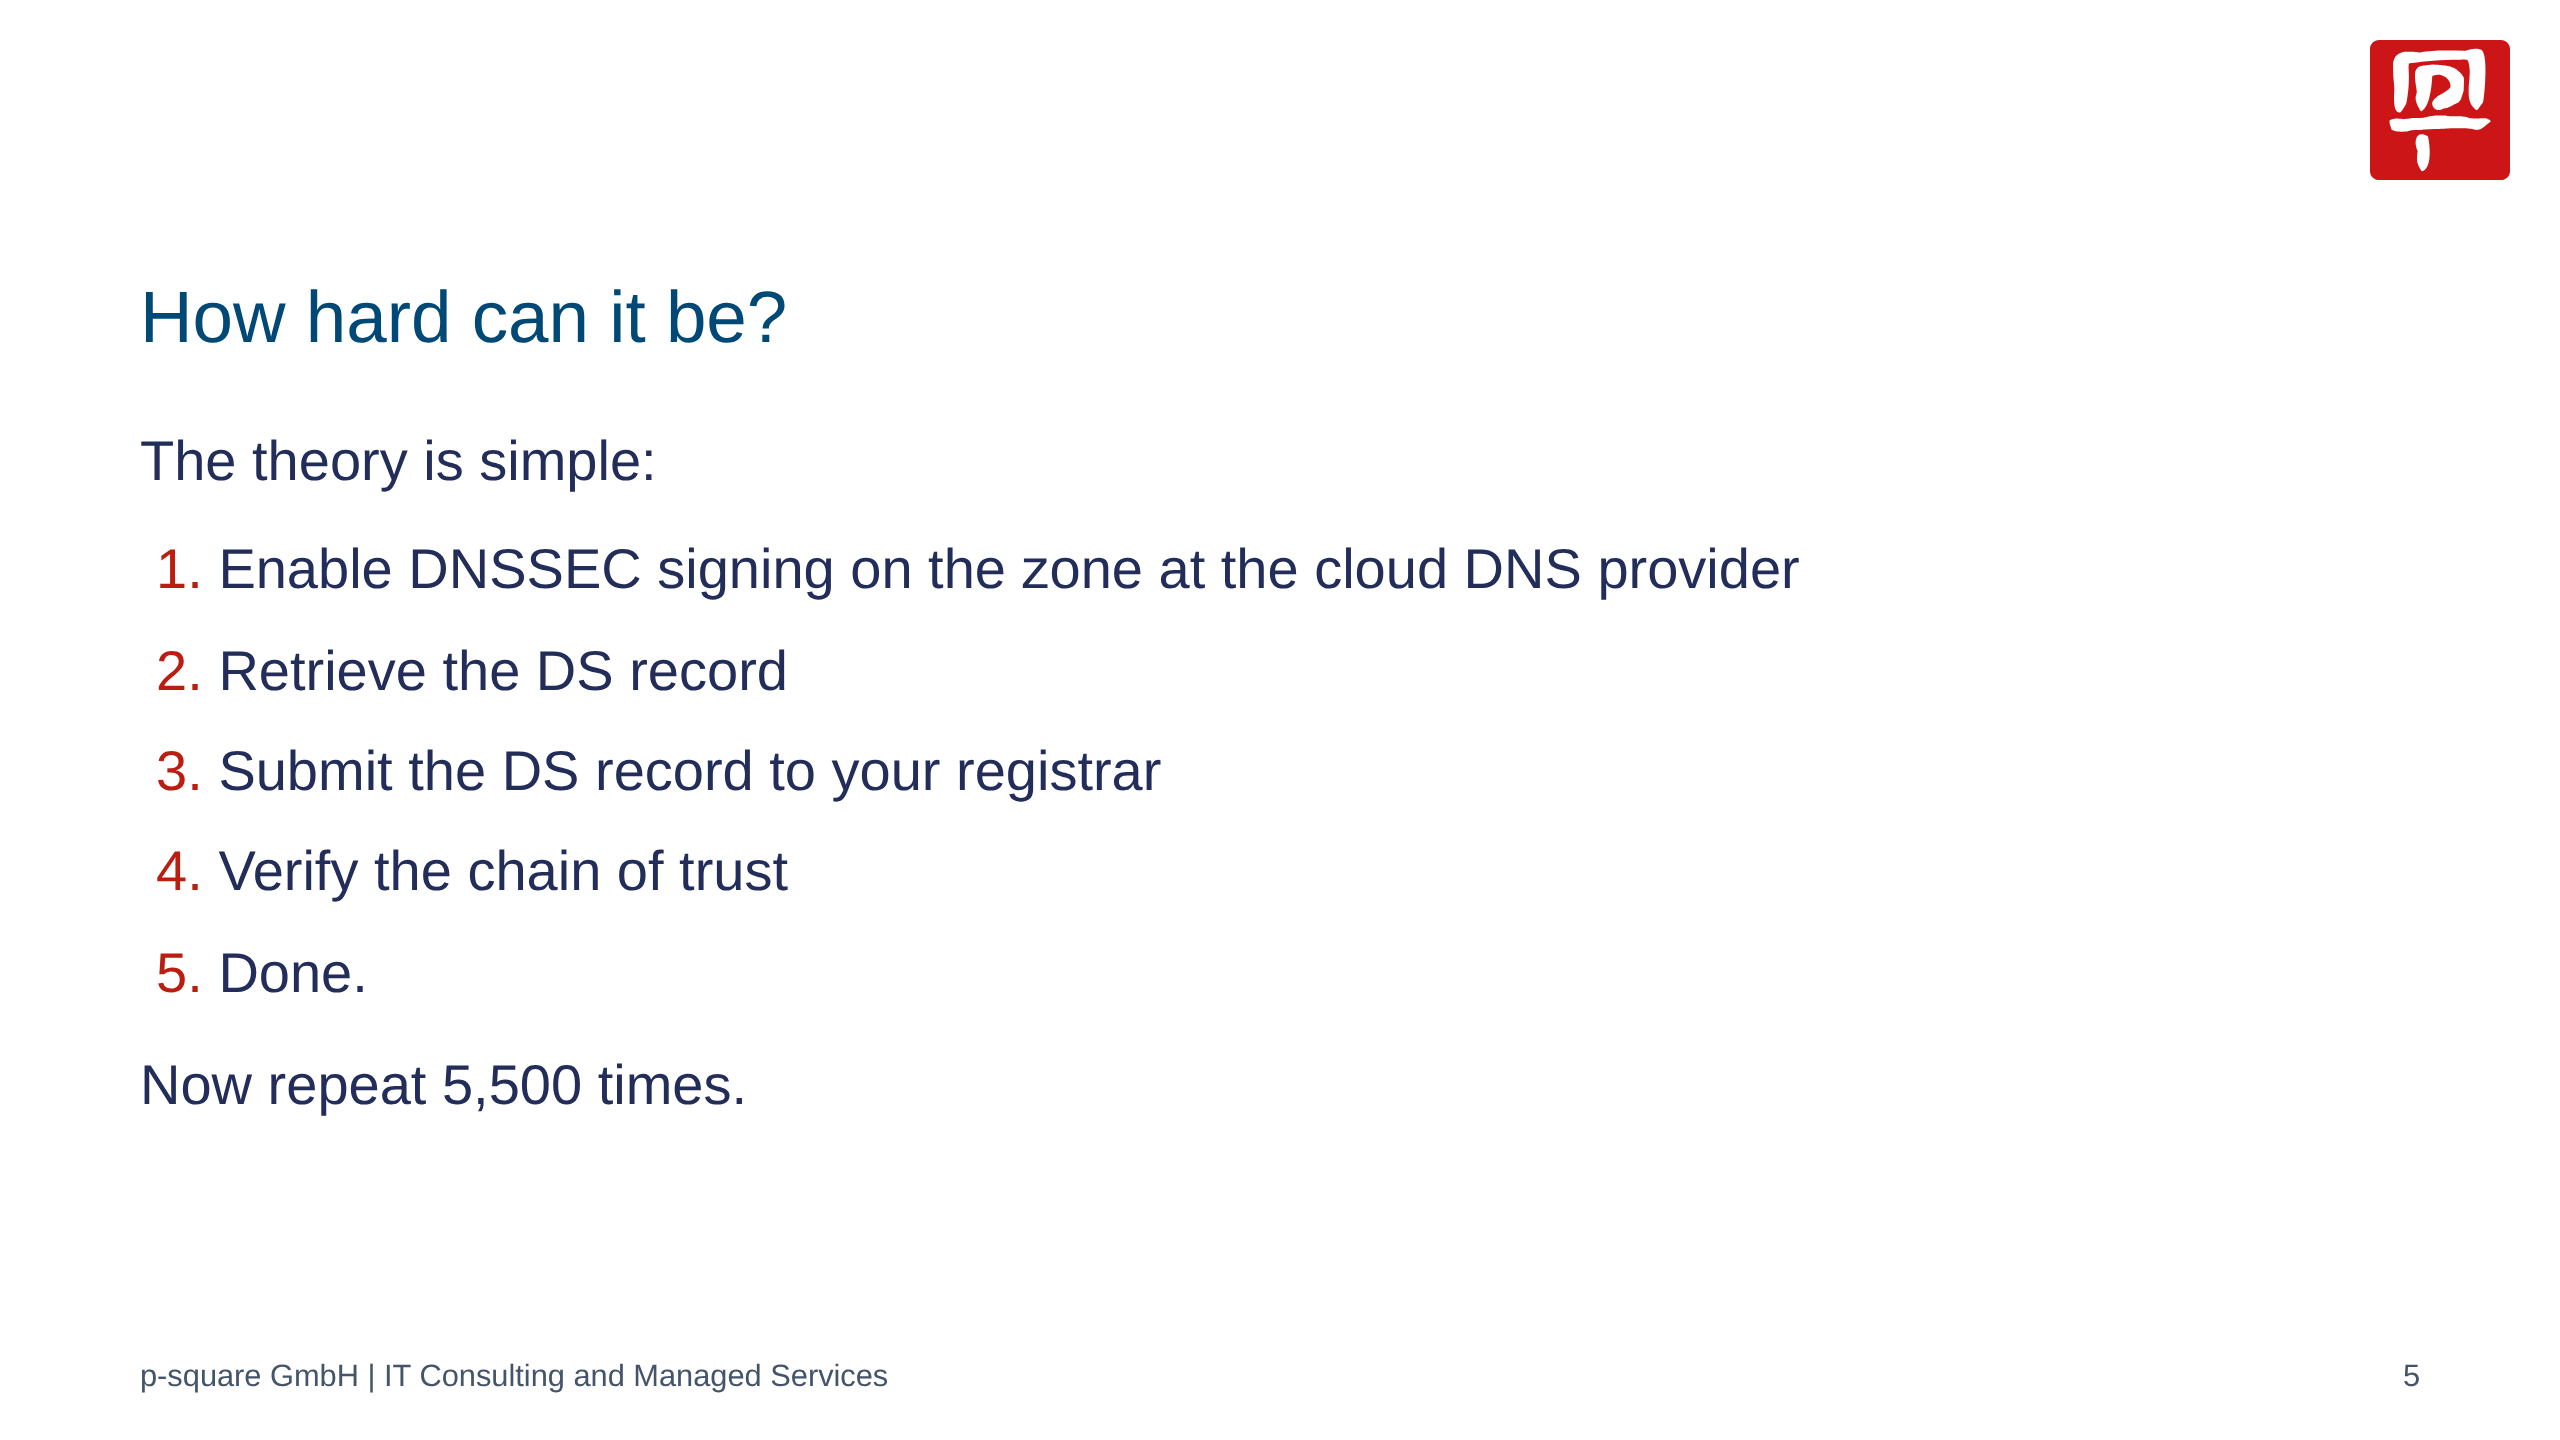 How hard can it be?
The theory is simple:
1. Enable DNSSEC signing on the zone at the cloud DNS provider
2. Retrieve the DS record
3. Submit the DS record to your registrar
4. Verify the chain of trust
5. Done.
Now repeat 5,500 times.
p-square GmbH | IT Consulting and Managed Services
5